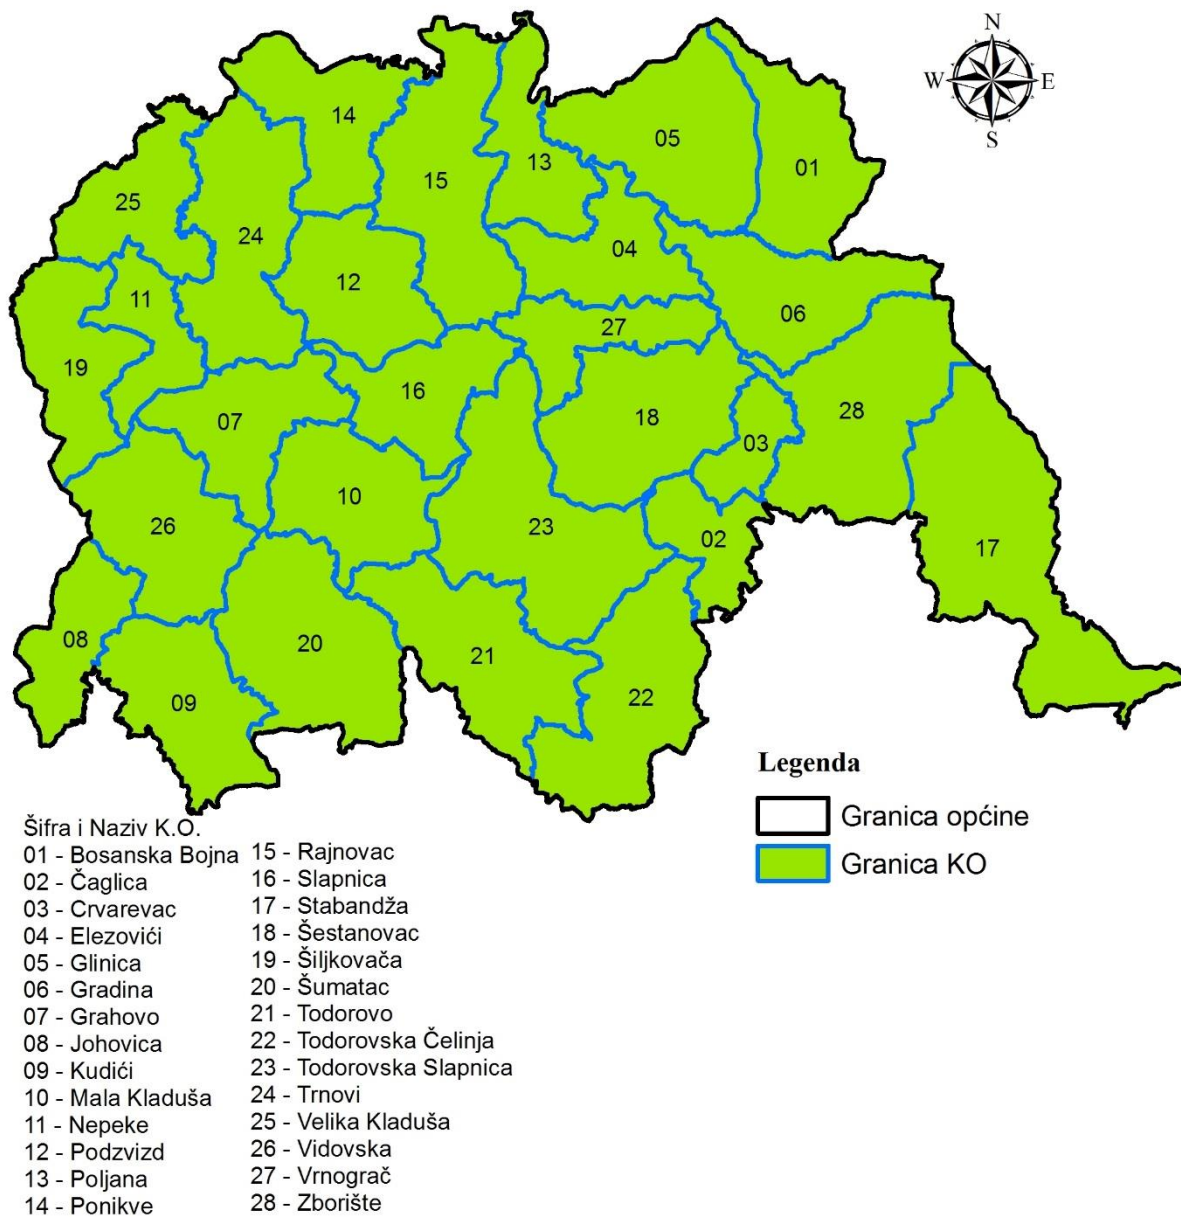 N
W
E
S
14
05
13
01
15
25
24
04
12
11
06
27
19
16
28
07
18
03
10
26
23
02
17
08
20
21
22
09
Legenda
Granica općine
Granica KO
Šifra i Naziv K.O.
01 - Bosanska Bojna
02 - Čaglica
03 - Crvarevac
04 - Elezovići
05 - Glinica
06 - Gradina
07 - Grahovo
08 - Johovica
09 - Kudići
10 - Mala Kladuša
11 - Nepeke
12 - Podzvizd
13 - Poljana
14 - Ponikve
15 - Rajnovac
16 - Slapnica
17 - Stabandža
18 - Šestanovac
19 - Šiljkovača
20 - Šumatac
21 - Todorovo
22 - Todorovska Čelinja
23 - Todorovska Slapnica
24 - Trnovi
25 - Velika Kladuša
26 - Vidovska
27 - Vrnograč
28 - Zborište